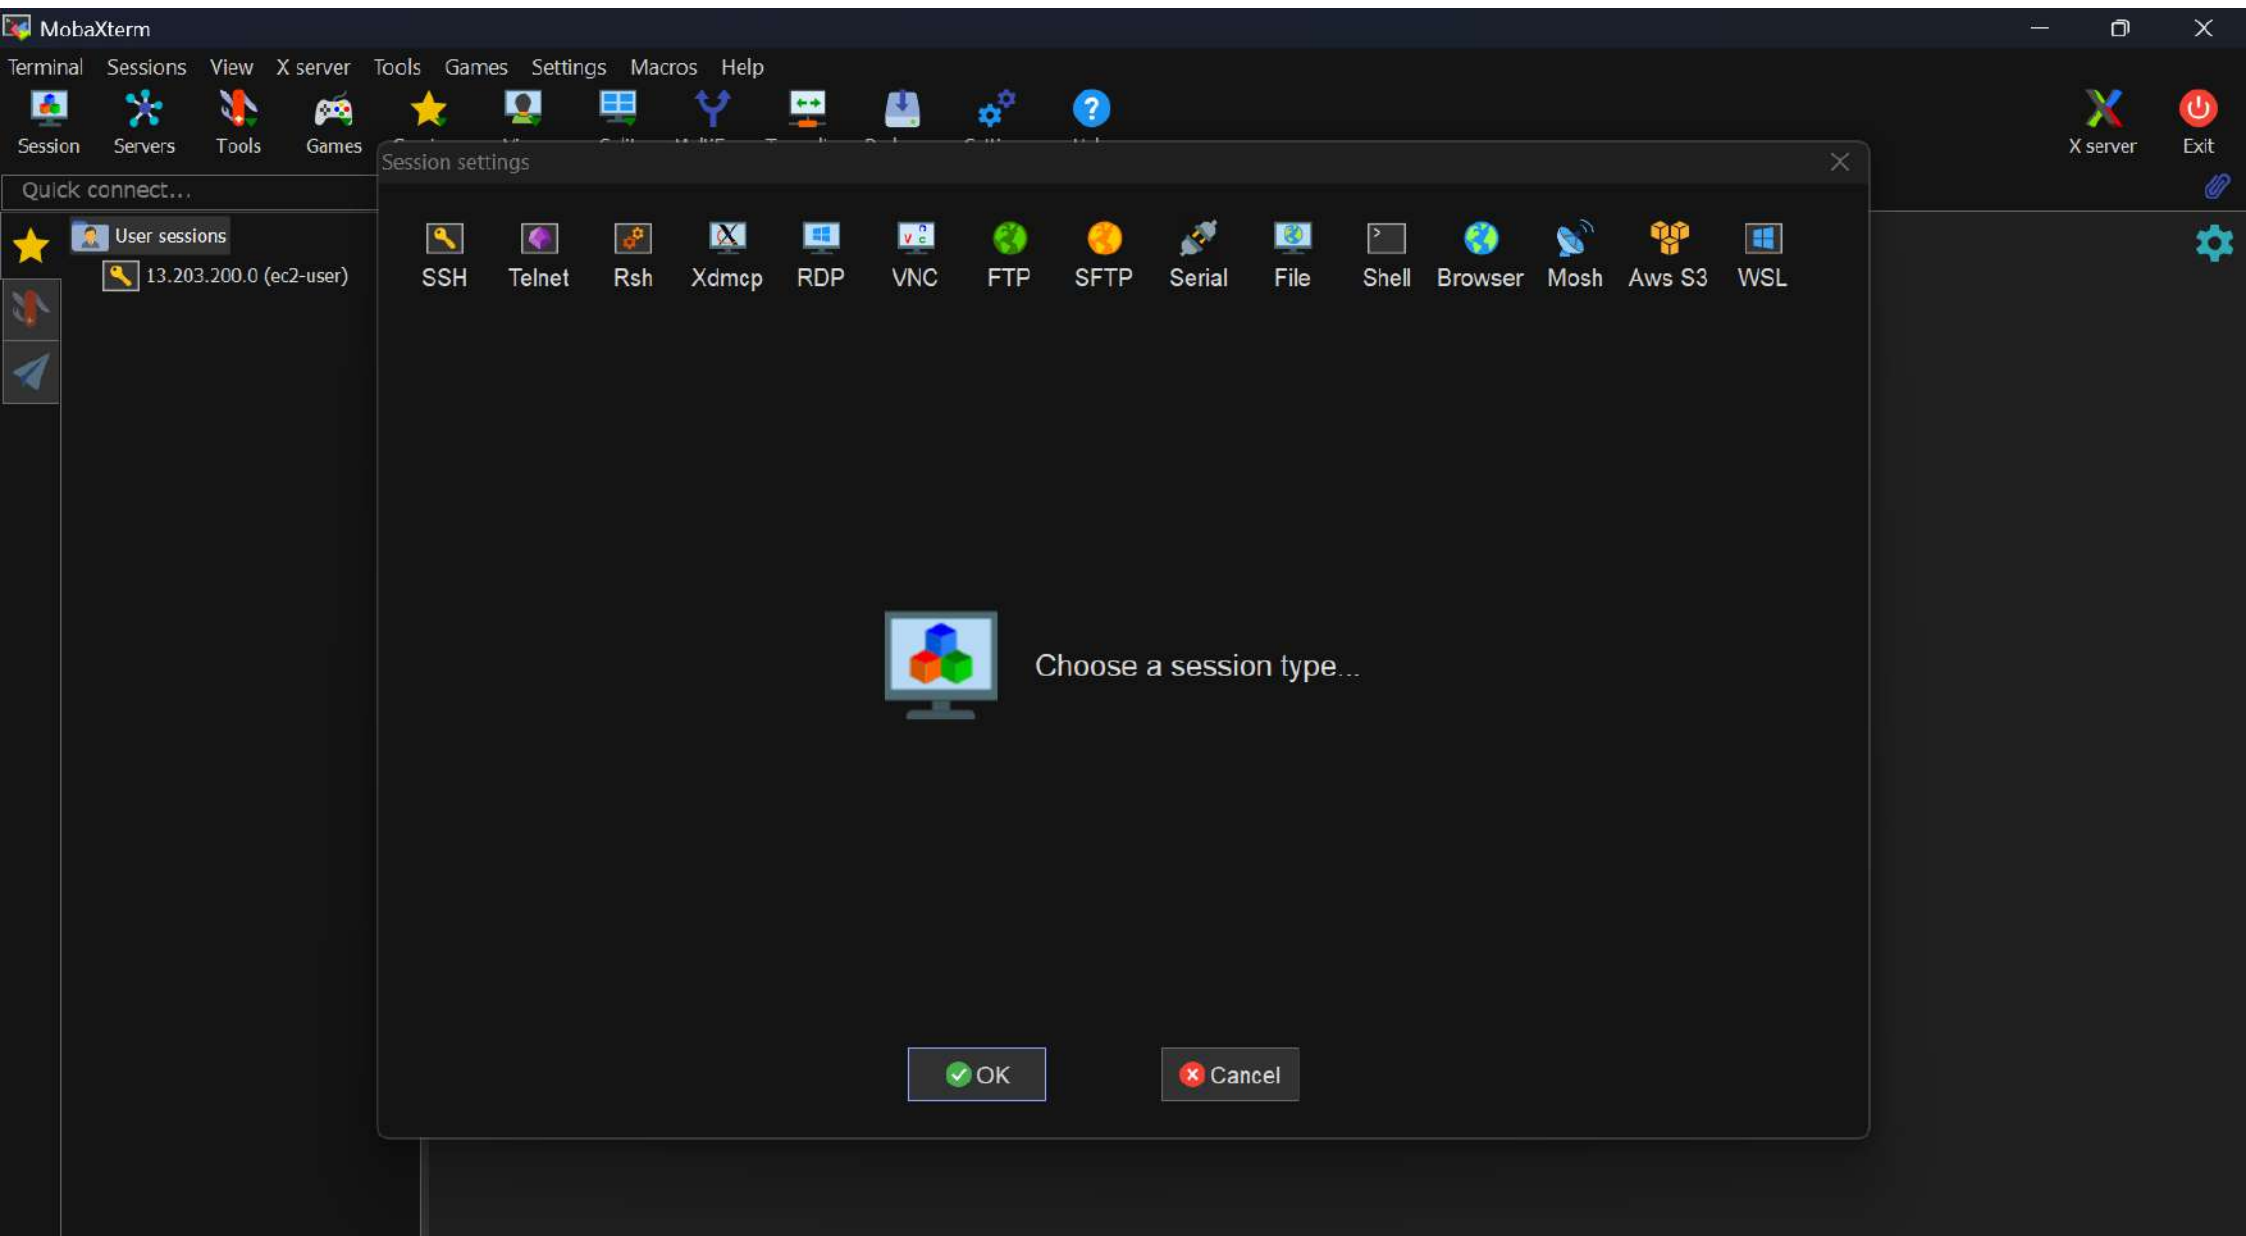 MobaXterm
Terminal Sessions View X server Tools Games Settings Macros Help
Session Servers Tools Games X server Exit
Session settings
Quick connect...
User sessions
13.203.200.0 (ec2-user)
SSH Telnet Rsh Xdmcp RDP VNC FTP SFTP Serial File Shell Browser Mosh Aws S3 WSL
Choose a session type...
OK Cancel